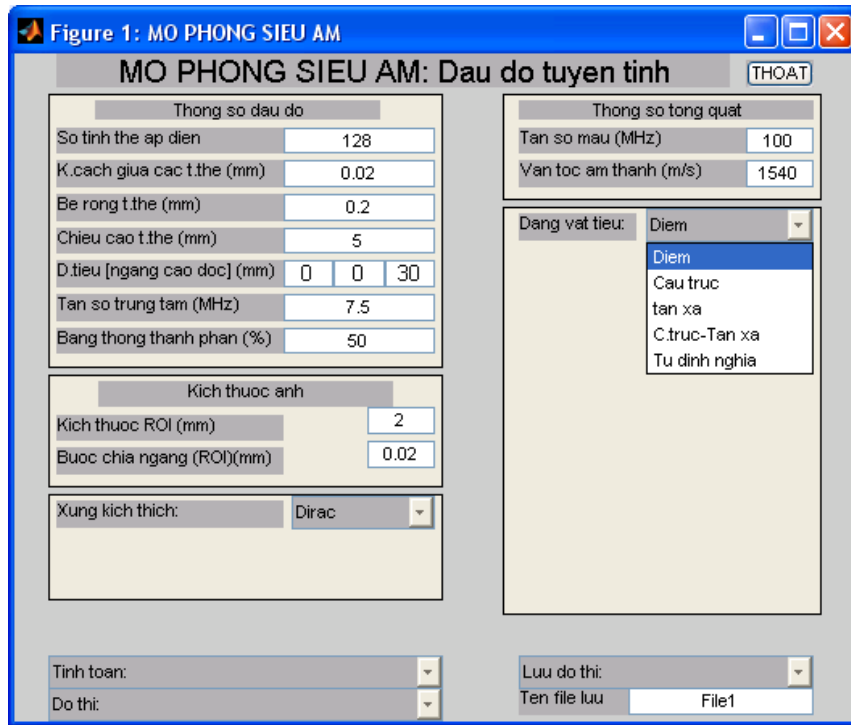 Figure 1: MO PHONG SIEU AM
MO PHONG SIEU AM: Dau do tuyen tinh
THOAT
Thong so dau do
So tinh the ap dien 128
K.cach giua cac t.the (mm) 0.02
Be rong t.the (mm) 0.2
Chieu cao t.the (mm) 5
D.tieu [ngang cao doc] (mm) 0 0 30
Tan so trung tam (MHz) 7.5
Bang thong thanh phan (%) 50
Kich thuoc anh
Kich thuoc ROI (mm) 2
Buoc chia ngang (ROI)(mm) 0.02
Xung kich thich: Dirac
Tinh toan:
Do thi:
Thong so tong quat
Tan so mau (MHz) 100
Van toc am thanh (m/s) 1540
Dang vat tieu: Diem
Diem
Cau truc
tan xa
C.truc-Tan xa
Tu dinh nghia
Luu do thi:
Ten file luu File1